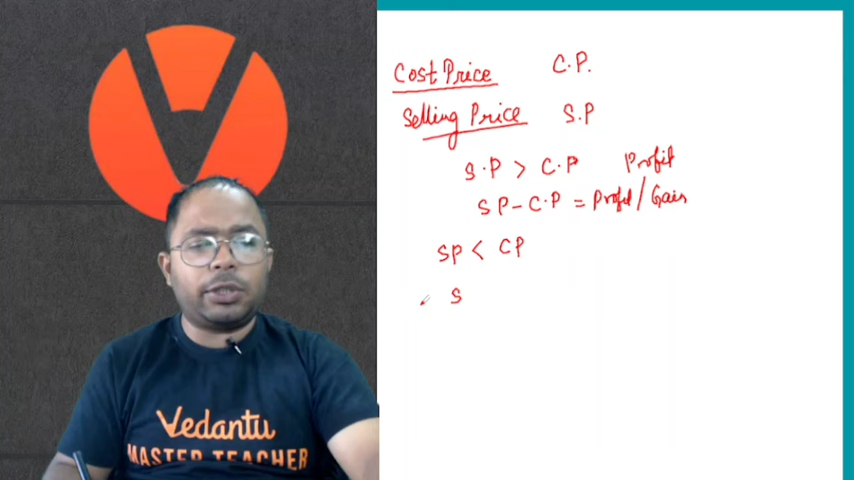 Cost Price C.P.
Selling Price S.P
S.P > C.P Profit
SP - C.P = Profit/Gain
SP < CP
S
Vedantu
MASTER TEACHER